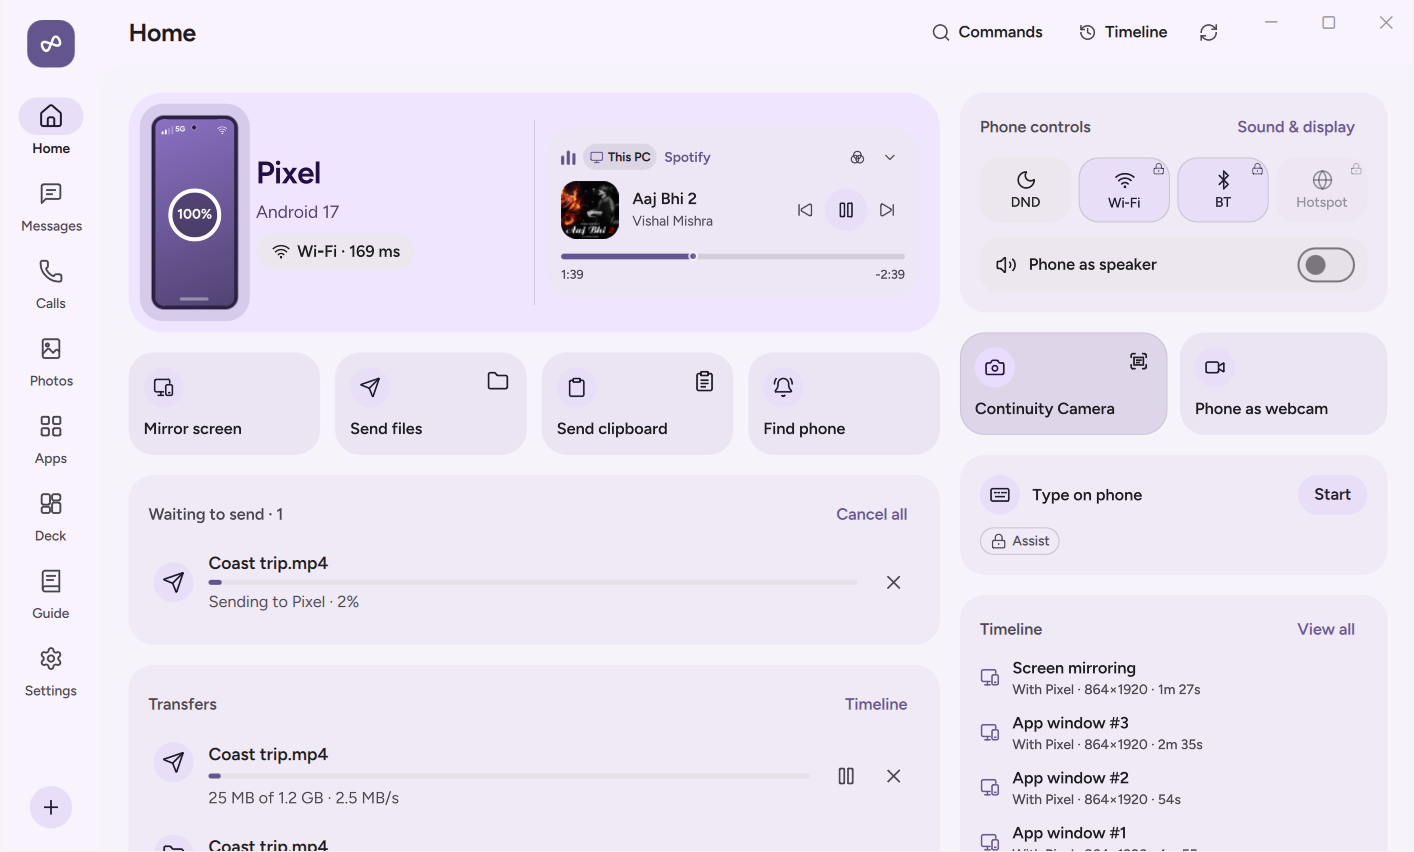 Home
Commands
Timeline
Home
Messages
Calls
Photos
Apps
Deck
Guide
Settings
5G
100%
Pixel
Android 17
Wi-Fi · 169 ms
This PC
Spotify
Aaj Bhi 2
Aaj Bhi 2
Vishal Mishra
1:39
-2:39
Mirror screen
Send files
Send clipboard
Find phone
Waiting to send · 1
Cancel all
Coast trip.mp4
Sending to Pixel · 2%
Transfers
Timeline
Coast trip.mp4
25 MB of 1.2 GB · 2.5 MB/s
Coast trip.mp4
Phone controls
Sound & display
DND
Wi-Fi
BT
Hotspot
Phone as speaker
Continuity Camera
Phone as webcam
Type on phone
Start
Assist
Timeline
View all
Screen mirroring
With Pixel · 864×1920 · 1m 27s
App window #3
With Pixel · 864×1920 · 2m 35s
App window #2
With Pixel · 864×1920 · 54s
App window #1